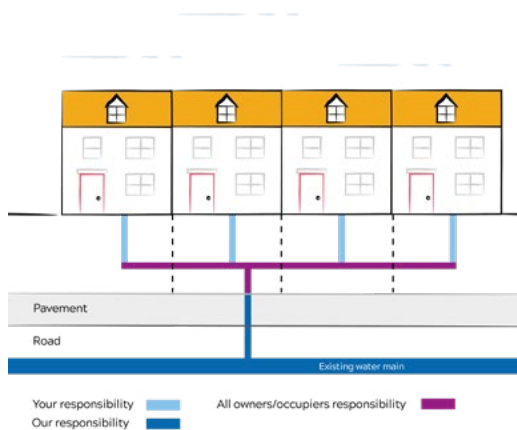 Pavement
Road
Existing water main
Your responsibility
All owners/occupiers responsibility
Our responsibility